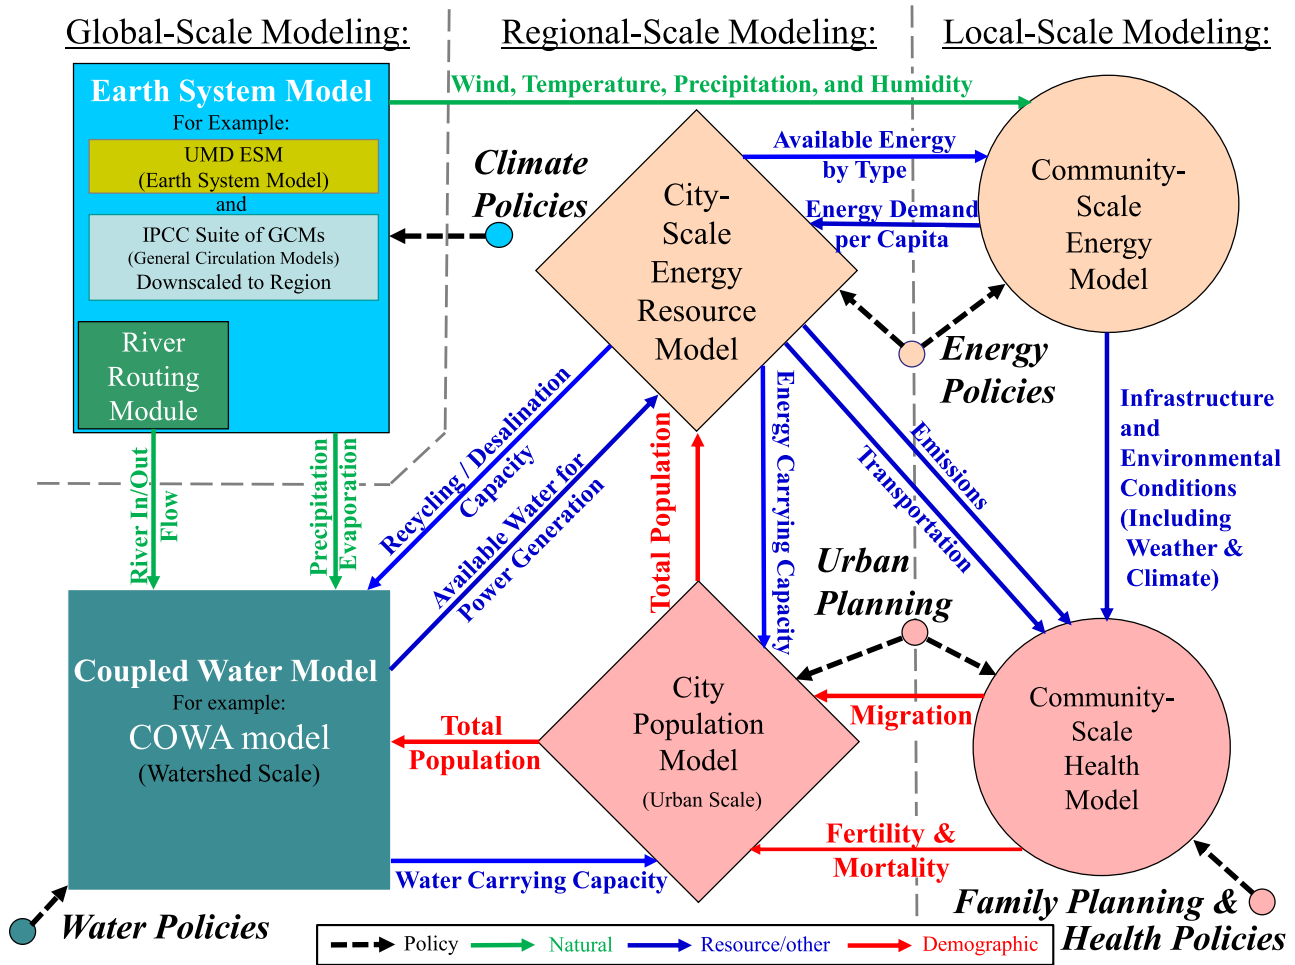 Global-Scale Modeling:
Regional-Scale Modeling:
Local-Scale Modeling:
Earth System Model
For Example:
UMD ESM
(Earth System Model)
and
IPCC Suite of GCMs
(General Circulation Models)
Downscaled to Region
River
Routing
Module
Wind, Temperature, Precipitation, and Humidity
Climate
Policies
City-
Scale
Energy
Resource
Model
Available Energy
by Type
Energy Demand
per Capita
Community-
Scale
Energy
Model
Energy
Policies
River In/Out
Flow
Precipitation
Evaporation
Recycling / Desalination
Capacity
Available Water for
Power Generation
Total Population
Energy Carrying Capacity
Emissions
Transportation
Infrastructure
and
Environmental
Conditions
(Including
Weather &
Climate)
Urban
Planning
Coupled Water Model
For example:
COWA model
(Watershed Scale)
Total
Population
City
Population
Model
(Urban Scale)
Migration
Community-
Scale
Health
Model
Fertility &
Mortality
Water Carrying Capacity
Water Policies
Family Planning &
Health Policies
Policy
Natural
Resource/other
Demographic